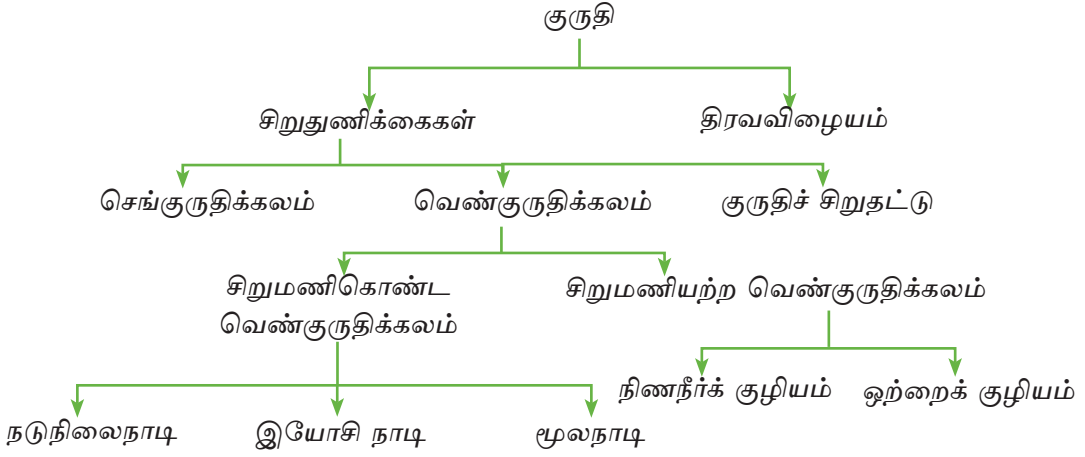 குருதி
சிறுதுணிக்கைகள்
திரவவிழையம்
செங்குருதிக்கலம்
வெண்குருதிக்கலம்
குருதிச் சிறுதட்டு
சிறுமணிகொண்ட
வெண்குருதிக்கலம்
சிறுமணியற்ற வெண்குருதிக்கலம்
நிணநீர்க் குழியம்
ஒற்றைக் குழியம்
நடுநிலைநாடி
இயோசி நாடி
மூலநாடி